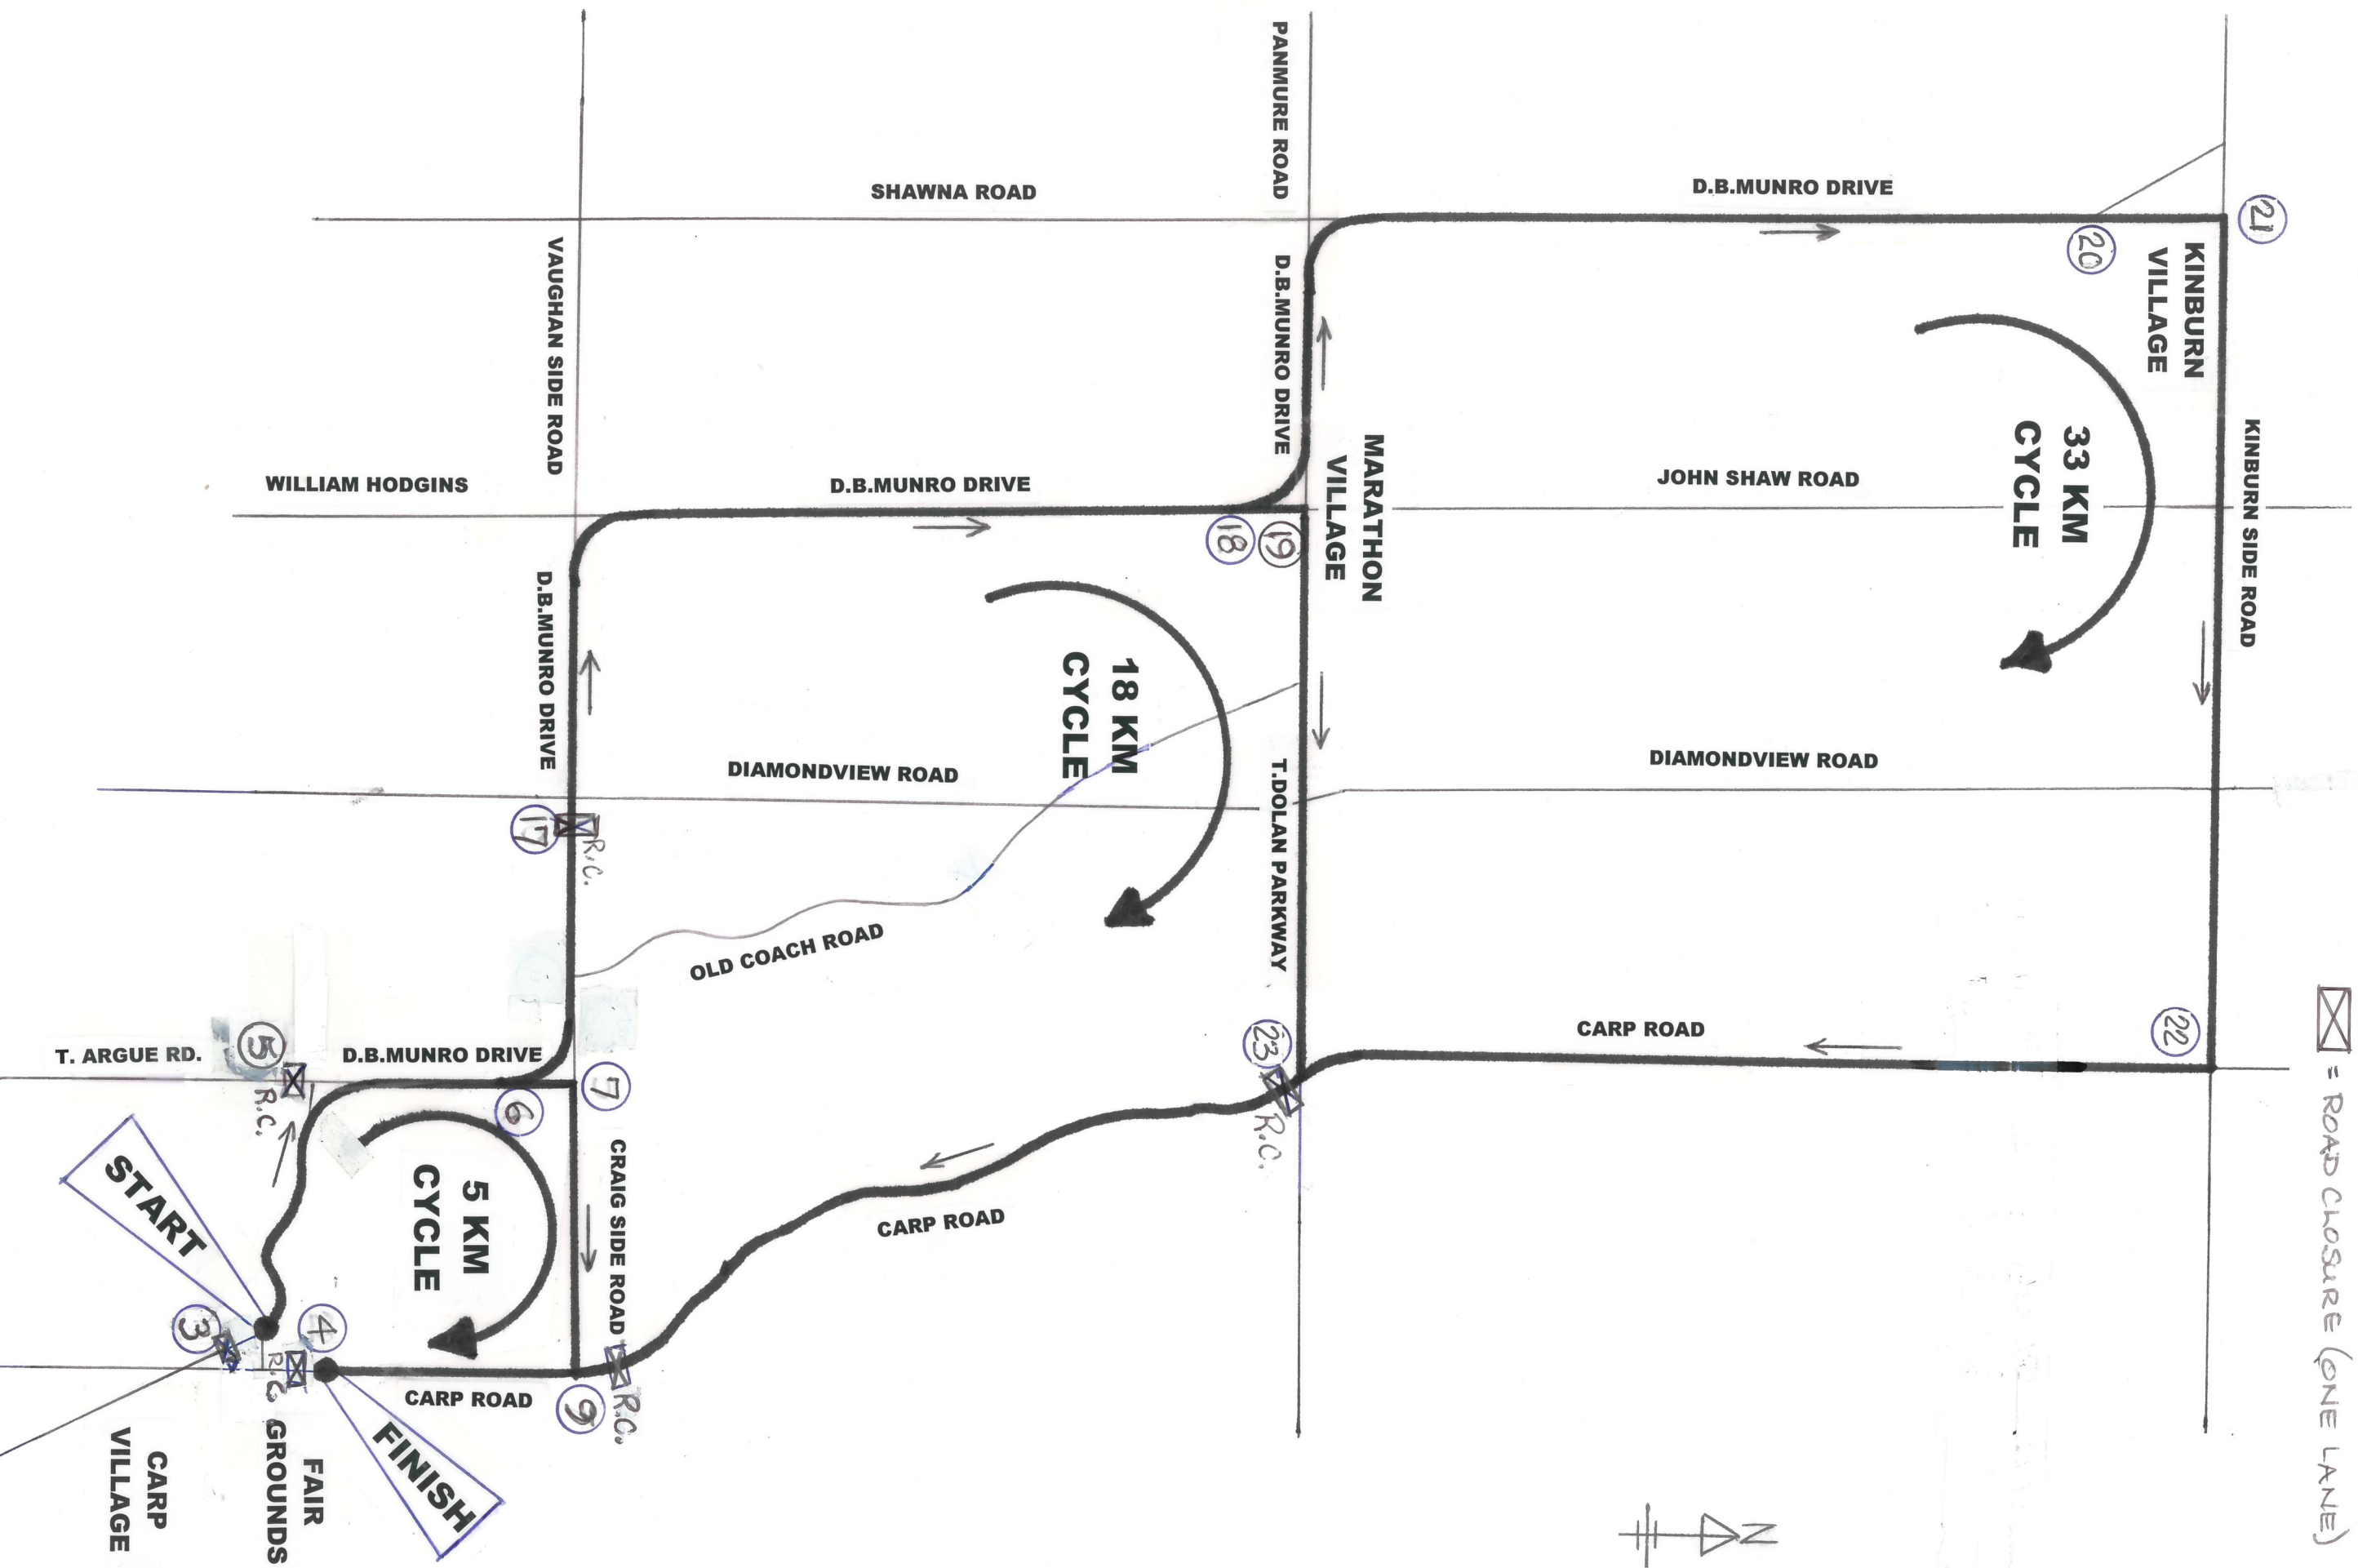 PANMURE ROAD
SHAWNA ROAD
D.B.MUNRO DRIVE
21
20
KINBURN
VILLAGE
VAUGHAN SIDE ROAD
D.B.MUNRO DRIVE
33 KM
CYCLE
KINBURN SIDE ROAD
MARATHON
VILLAGE
WILLIAM HODGINS
D.B.MUNRO DRIVE
JOHN SHAW ROAD
18
19
D.B.MUNRO DRIVE
18 KM
CYCLE
DIAMONDVIEW ROAD
DIAMONDVIEW ROAD
T.DOLAN PARKWAY
17
R.C.
OLD COACH ROAD
23
R.C.
CARP ROAD
22
= ROAD CLOSURE (ONE LANE)
T. ARGUE RD.
5
R.C.
D.B.MUNRO DRIVE
7
6
START
5 KM
CYCLE
CRAIG SIDE ROAD
CARP ROAD
3
4
R.C.
CARP ROAD
9
R.C.
FINISH
FAIR
GROUNDS
CARP
VILLAGE
N